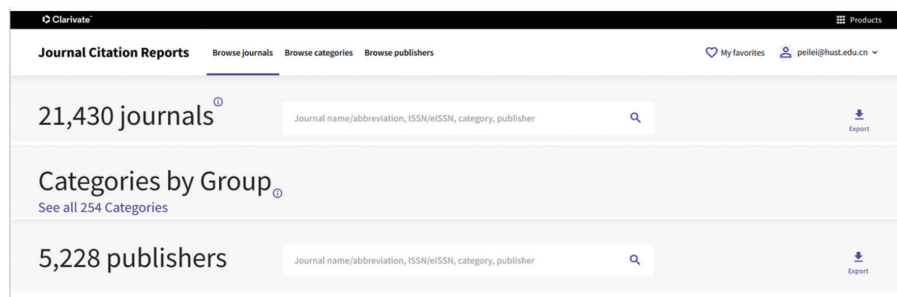 Clarivate™
Products
Journal Citation Reports Browse journals Browse categories Browse publishers My favorites peilei@hust.edu.cn
21,430 journals
Journal name/abbreviation, ISSN/eISSN, category, publisher
Export
Categories by Group
See all 254 Categories
5,228 publishers
Journal name/abbreviation, ISSN/eISSN, category, publisher
Export